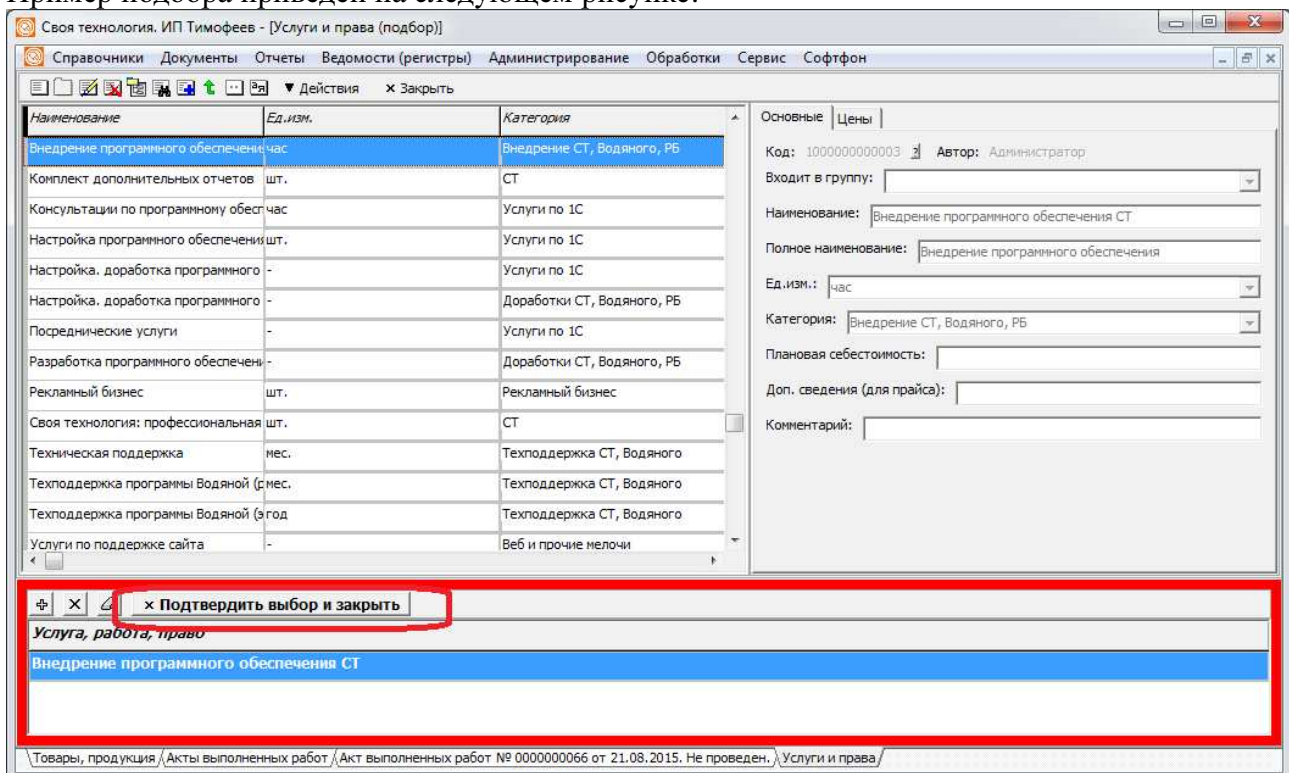 Пример подбора приведен на следующем рисунке:
Своя технология. ИП Тимофеев - [Услуги и права (подбор)]
Справочники Документы Отчеты Ведомости (регистры) Администрирование Обработки Сервис Софтфон
▼ Действия × Закрыть
Наименование Ед.изм. Категория
Внедрение программного обеспечени час Внедрение СТ, Водяного, РБ
Комплект дополнительных отчетов шт. СТ
Консультации по программному обесп час Услуги по 1С
Настройка программного обеспечения шт. Услуги по 1С
Настройка. доработка программного - Услуги по 1С
Настройка. доработка программного - Доработки СТ, Водяного, РБ
Посреднические услуги - Услуги по 1С
Разработка программного обеспечени - Доработки СТ, Водяного, РБ
Рекламный бизнес шт. Рекламный бизнес
Своя технология: профессиональная шт. СТ
Техническая поддержка мес. Техподдержка СТ, Водяного
Техподдержка программы Водяной (р мес. Техподдержка СТ, Водяного
Техподдержка программы Водяной (э год Техподдержка СТ, Водяного
Услуги по поддержке сайта - Веб и прочие мелочи
Основные Цены
Код: 1000000000003 Автор: Администратор
Входит в группу:
Наименование: Внедрение программного обеспечения СТ
Полное наименование: Внедрение программного обеспечения
Ед.изм.: час
Категория: Внедрение СТ, Водяного, РБ
Плановая себестоимость:
Доп. сведения (для прайса):
Комментарий:
× Подтвердить выбор и закрыть
Услуга, работа, право
Внедрение программного обеспечения СТ
Товары, продукция Акты выполненных работ Акт выполненных работ № 0000000066 от 21.08.2015. Не проведен. Услуги и права